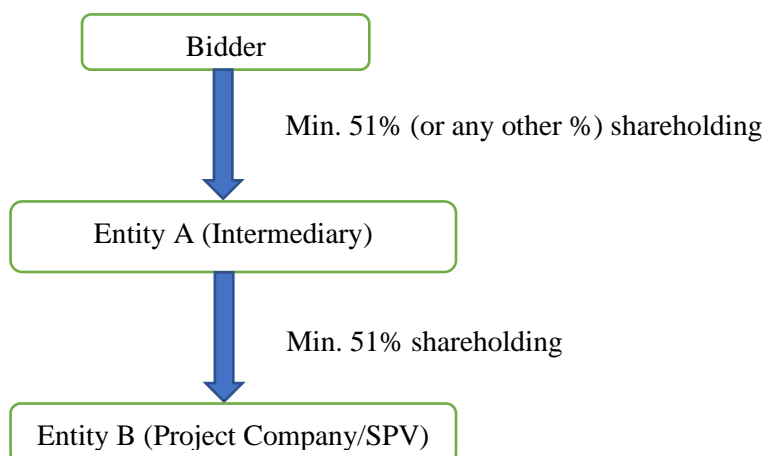 Bidder
Min. 51% (or any other %) shareholding
Entity A (Intermediary)
Min. 51% shareholding
Entity B (Project Company/SPV)